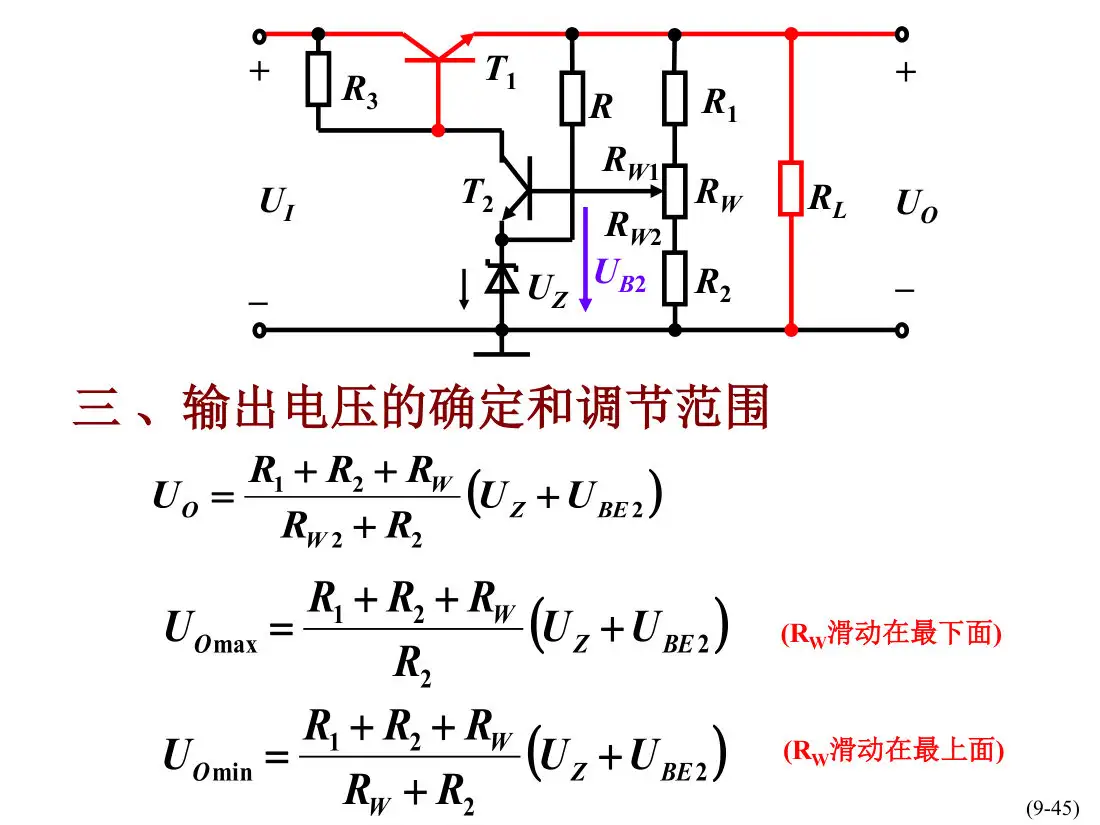 T1
R3
R
R1
+
+
RW1
T2
RW
RL
UI
UO
RW2
UB2
UZ
R2
−
−
三 、输出电压的确定和调节范围
UO = (R1 + R2 + RW) / (RW2 + R2) (UZ + UBE2)
UOmax = (R1 + R2 + RW) / R2 (UZ + UBE2) (RW滑动在最下面)
UOmin = (R1 + R2 + RW) / (RW + R2) (UZ + UBE2) (RW滑动在最上面)
(9-45)